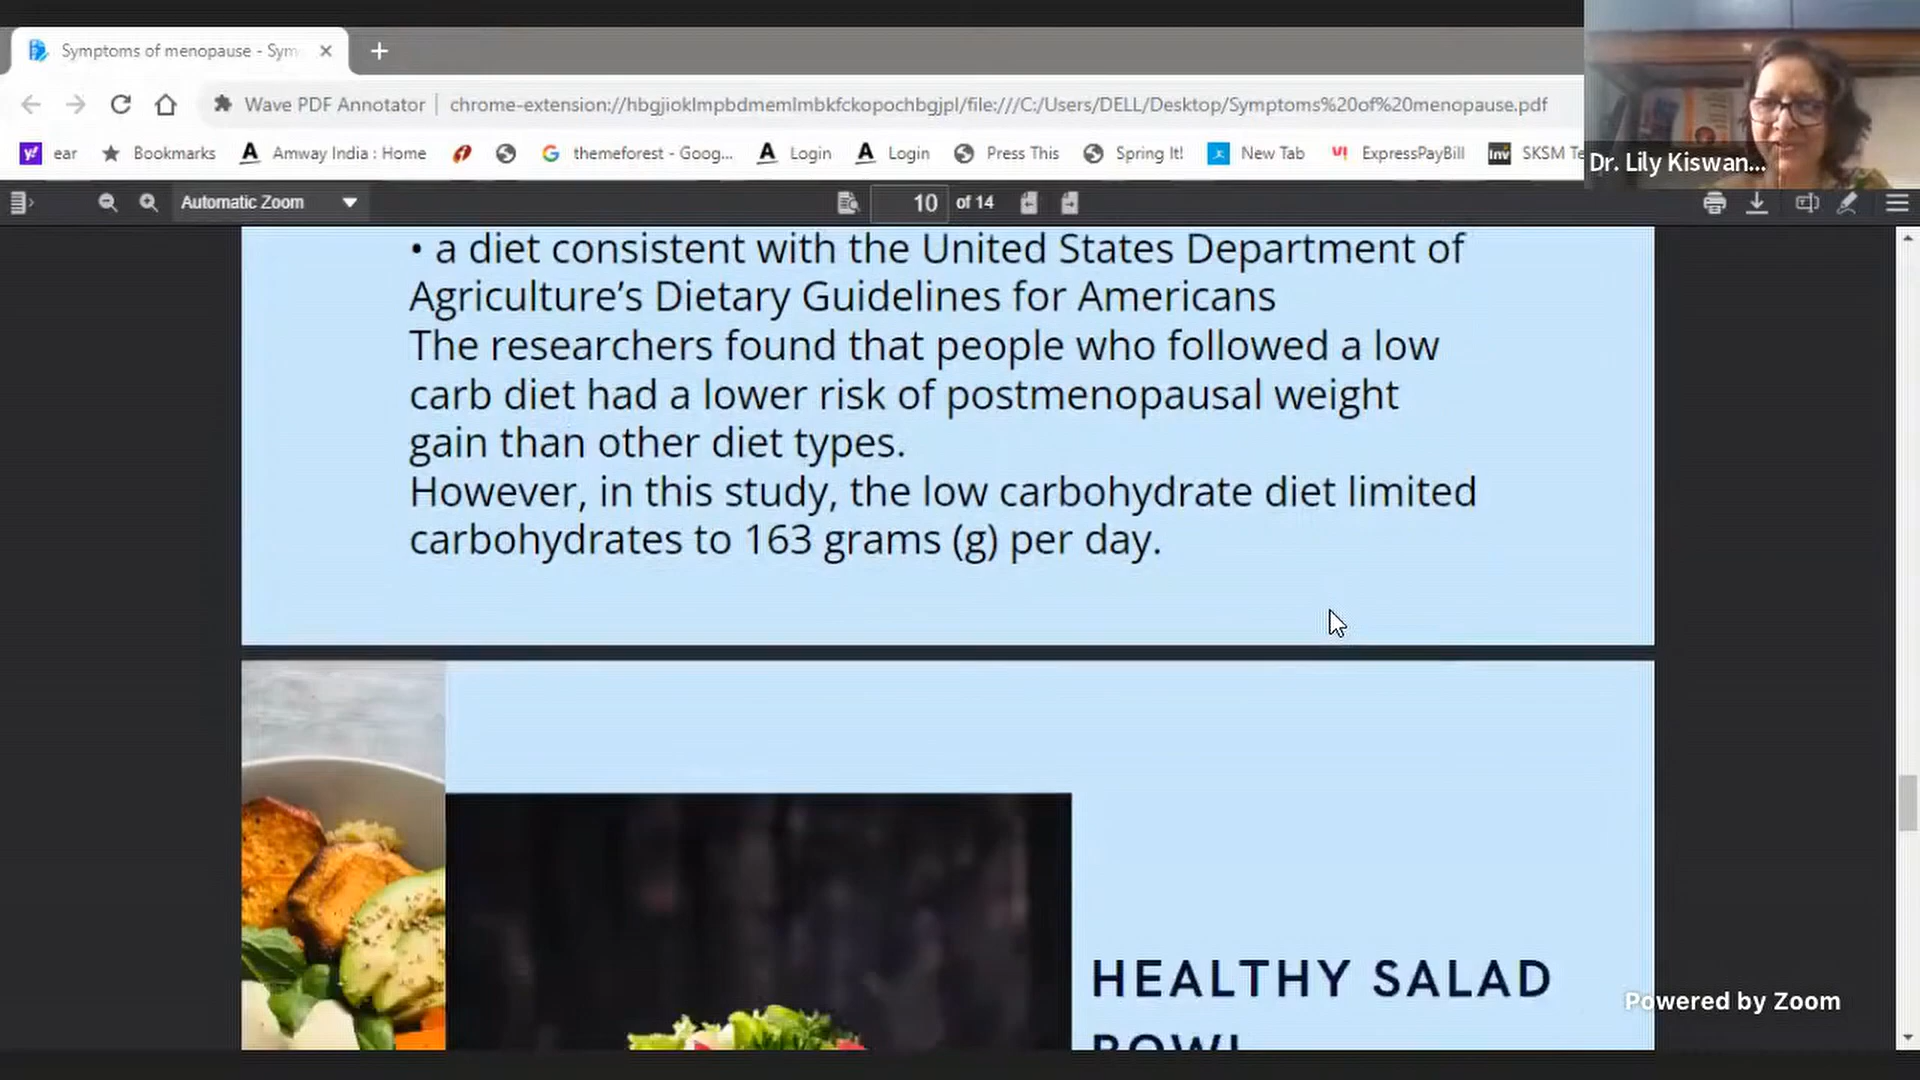 Symptoms of menopause - Sym
Wave PDF Annotator
chrome-extension://hbgjioklmpbdmemlmbkfckopochbgjpl/file:///C:/Users/DELL/Desktop/Symptoms%20of%20menopause.pdf
y! ear
Bookmarks
Amway India : Home
themeforest - Goog...
Login
Login
Press This
Spring It!
New Tab
ExpressPayBill
inv
SKSM Te
Dr. Lily Kiswan...
Automatic Zoom
10 of 14
• a diet consistent with the United States Department of
Agriculture’s Dietary Guidelines for Americans
The researchers found that people who followed a low
carb diet had a lower risk of postmenopausal weight
gain than other diet types.
However, in this study, the low carbohydrate diet limited
carbohydrates to 163 grams (g) per day.
HEALTHY SALAD
BOWL
Powered by Zoom